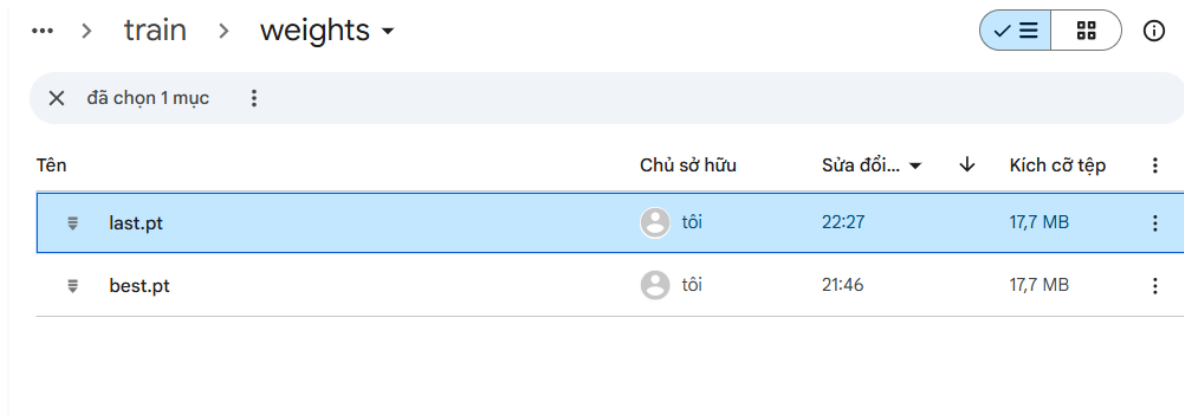 ... > train > weights
đã chọn 1 mục
Tên Chủ sở hữu Sửa đổi... Kích cỡ tệp
last.pt tôi 22:27 17,7 MB
best.pt tôi 21:46 17,7 MB